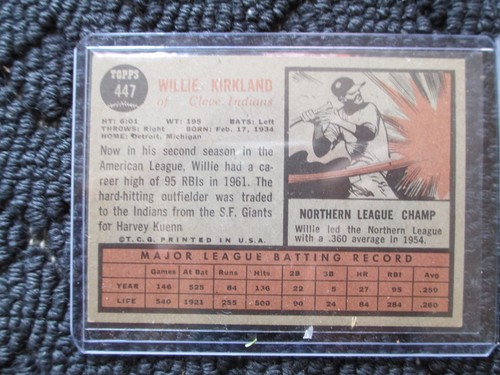 TOPPS
447
WILLIE KIRKLAND
of. Cleve. Indians
HT: 6:01 WT: 195 BATS: Left
THROWS: Right BORN: Feb. 17, 1934
HOME: Detroit, Michigan
Now in his second season in the
American League, Willie had a ca-
reer high of 95 RBIs in 1961. The
hard-hitting outfielder was traded
to the Indians from the S.F. Giants
for Harvey Kuenn.
© T.C.G. PRINTED IN U.S.A.
NORTHERN LEAGUE CHAMP
Willie led the Northern League
with a .360 average in 1954.
MAJOR LEAGUE BATTING RECORD
Games At Bat Runs Hits 2B 3B HR RBI Avg
YEAR 146 525 84 136 22 5 27 95 .259
LIFE 540 1921 255 500 90 24 84 284 .260